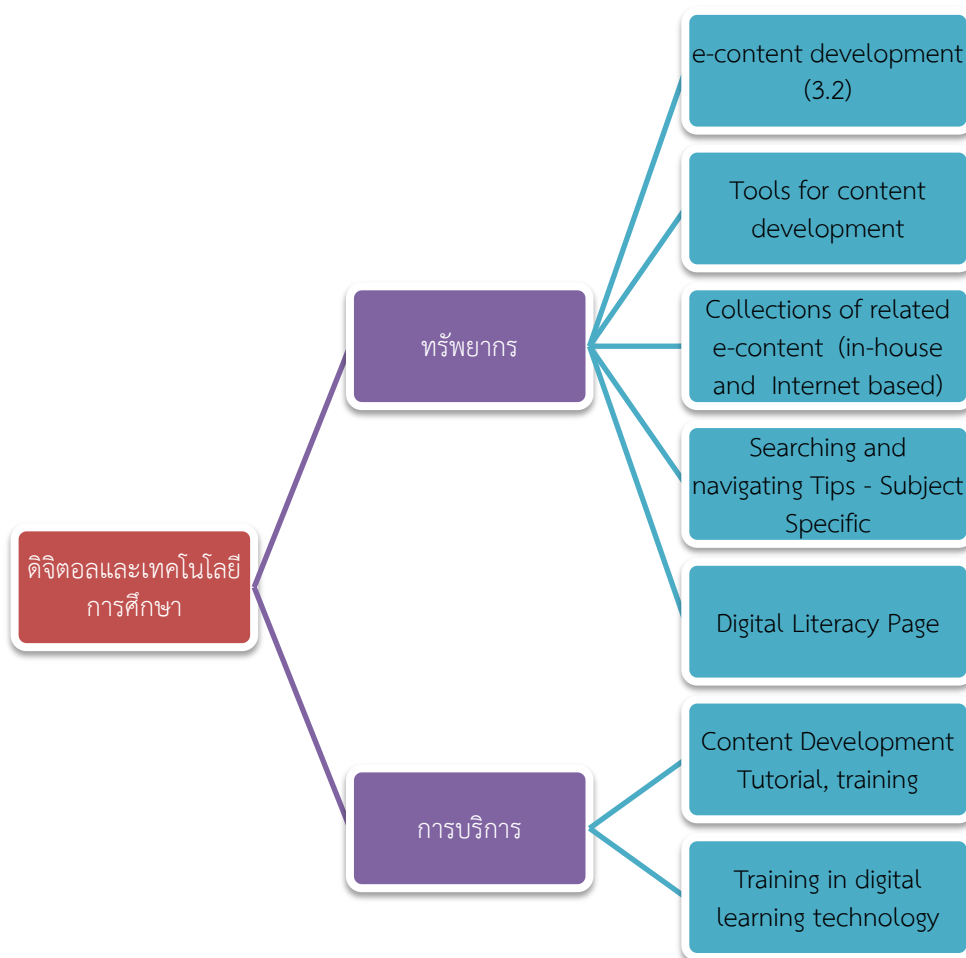 e-content development
(3.2)
Tools for content
development
ทรัพยากร
Collections of related
e-content (in-house
and Internet based)
Searching and
navigating Tips - Subject
Specific
ดิจิตอลและเทคโนโลยี
การศึกษา
Digital Literacy Page
Content Development
Tutorial, training
การบริการ
Training in digital
learning technology